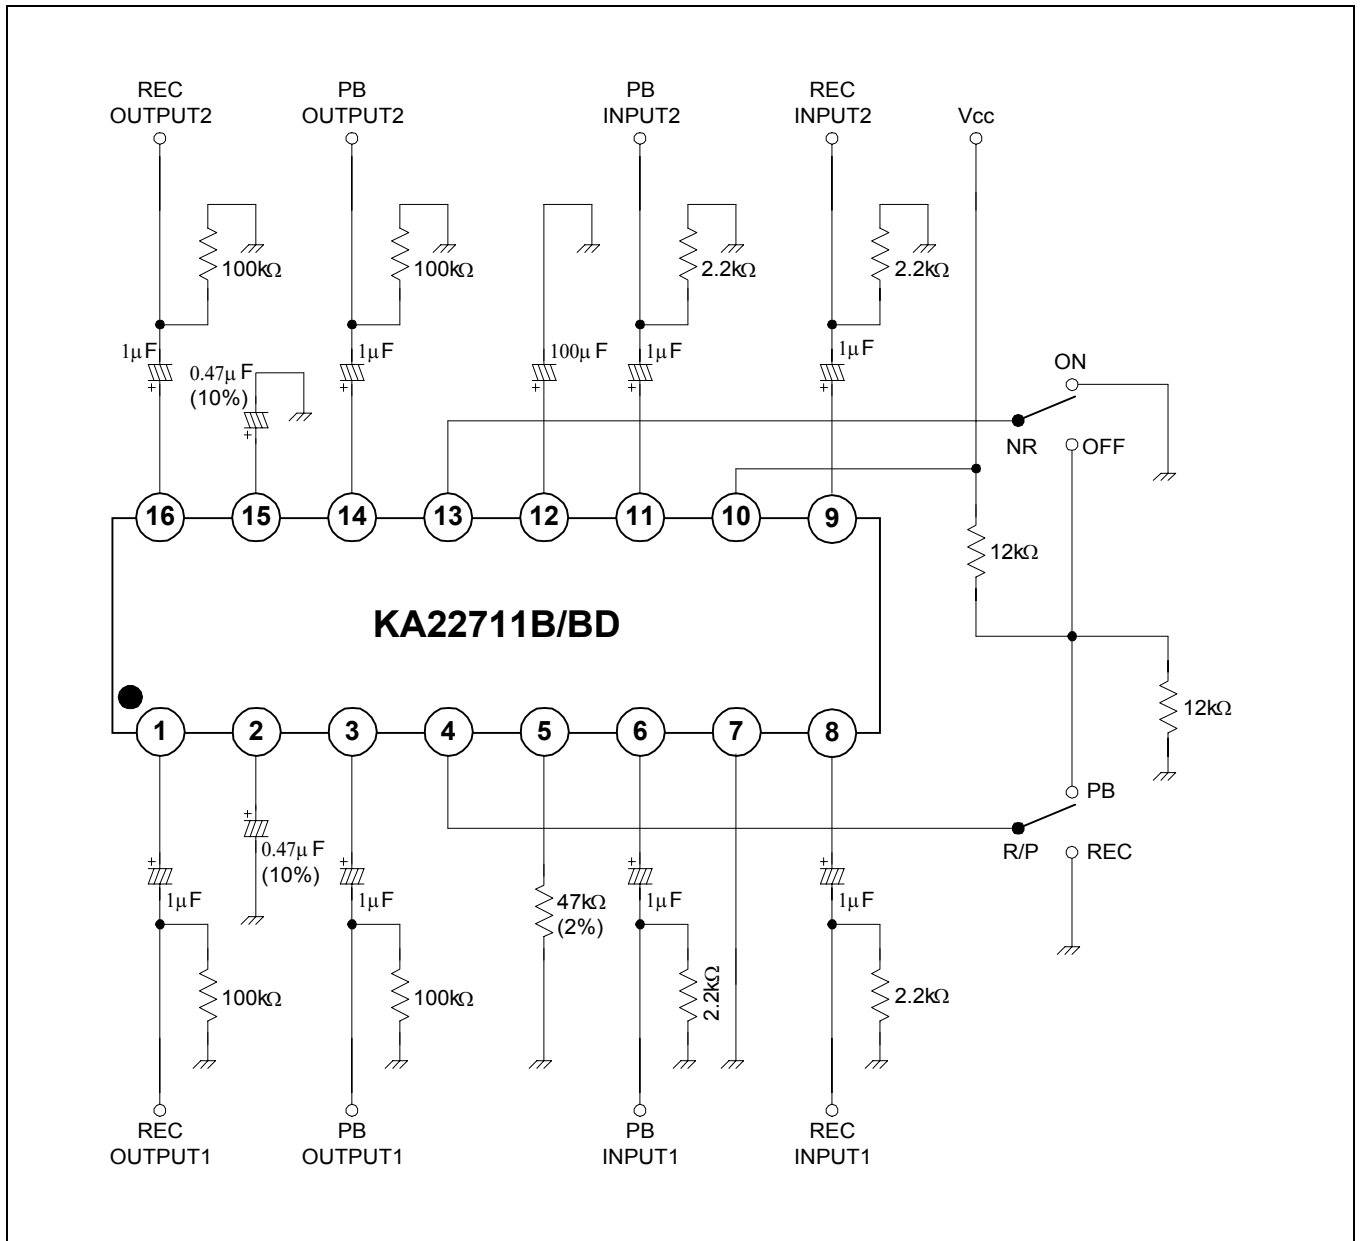 REC
OUTPUT2
PB
OUTPUT2
PB
INPUT2
REC
INPUT2
Vcc
100kΩ
100kΩ
2.2kΩ
2.2kΩ
1μF
0.47μF
(10%)
+
+
1μF
+
100μF
+
1μF
+
1μF
+
ON
NR
OFF
16
15
14
13
12
11
10
9
12kΩ
KA22711B/BD
12kΩ
1
2
3
4
5
6
7
8
PB
R/P
REC
+
1μF
+
0.47μF
(10%)
+
1μF
47kΩ
(2%)
+
1μF
+
1μF
100kΩ
100kΩ
2.2kΩ
2.2kΩ
REC
OUTPUT1
PB
OUTPUT1
PB
INPUT1
REC
INPUT1